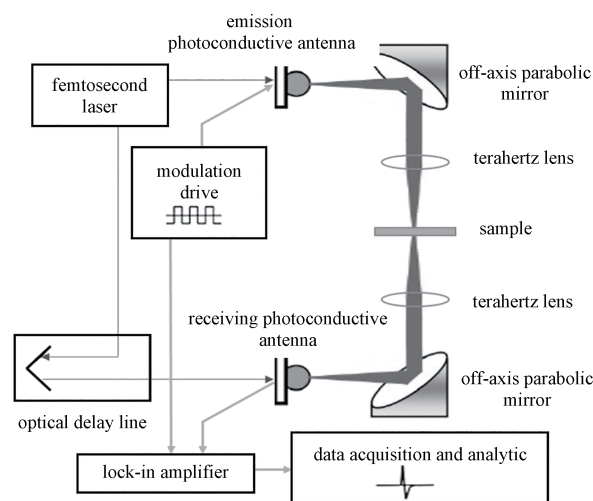 emission
photoconductive antenna
femtosecond
laser
off-axis parabolic
mirror
modulation
drive
terahertz lens
sample
terahertz lens
receiving photoconductive
antenna
off-axis parabolic
mirror
optical delay line
lock-in amplifier
data acquisition and analytic